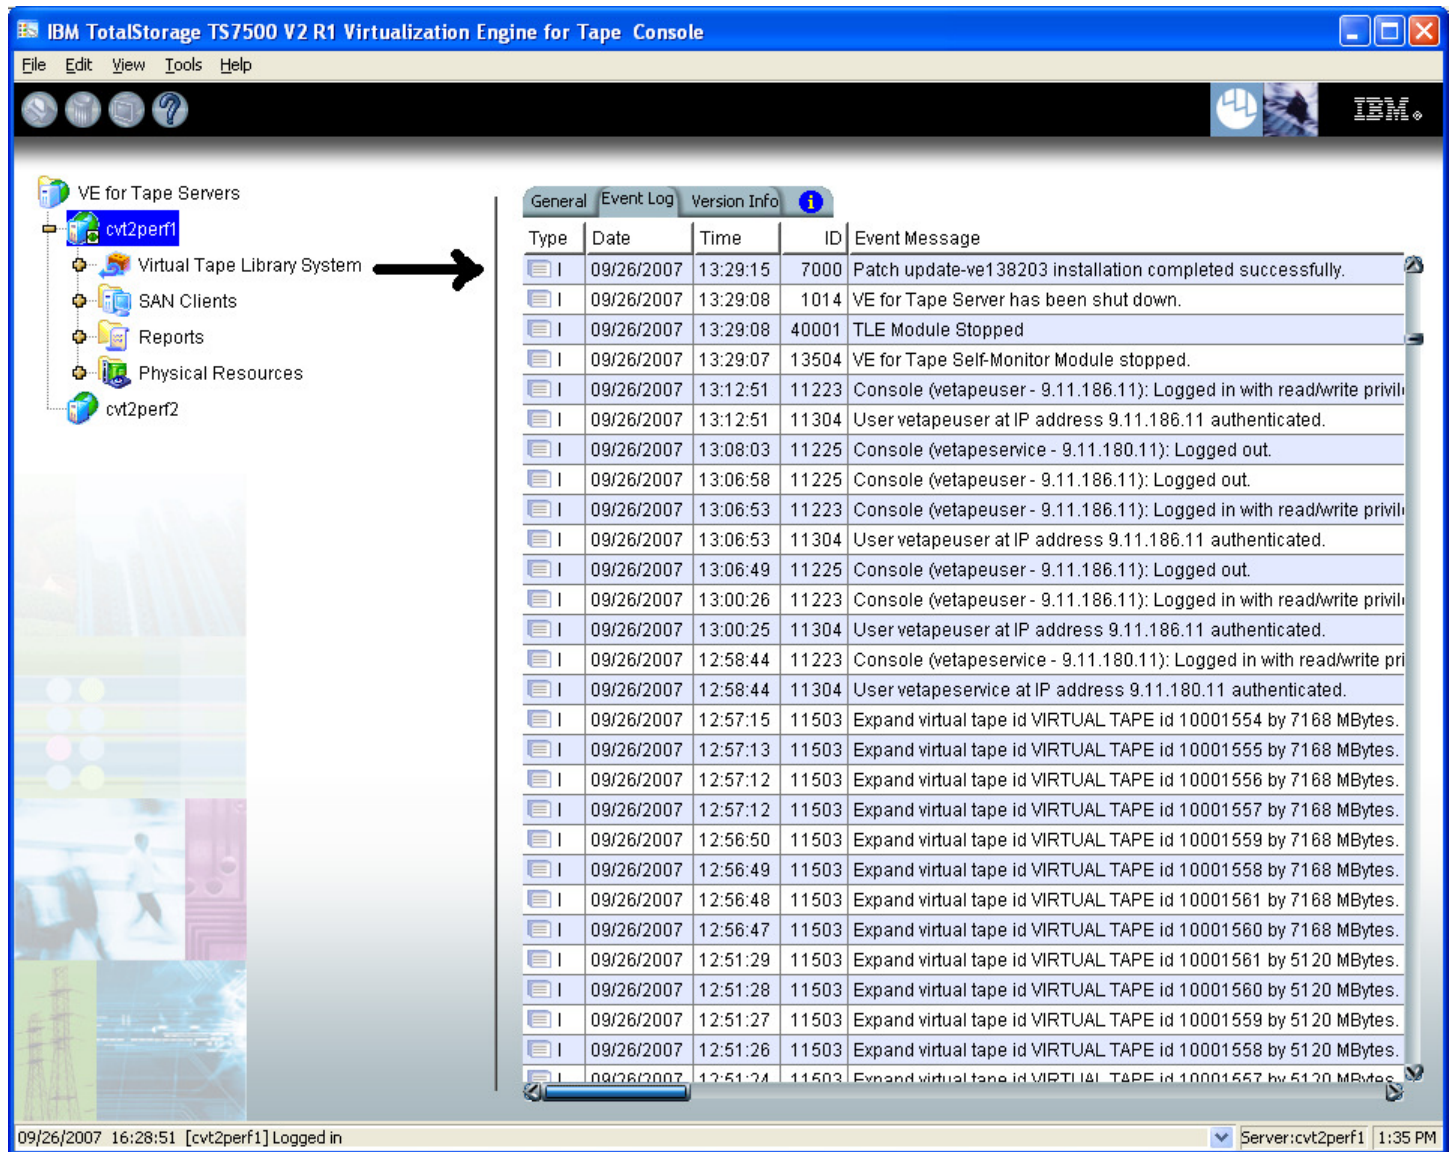 IBM TotalStorage TS7500 V2 R1 Virtualization Engine for Tape Console
File Edit View Tools Help
IBM
VE for Tape Servers
cvt2perf1
Virtual Tape Library System
SAN Clients
Reports
Physical Resources
cvt2perf2
General Event Log Version Info
Type Date Time ID Event Message
I 09/26/2007 13:29:15 7000 Patch update-ve138203 installation completed successfully.
I 09/26/2007 13:29:08 1014 VE for Tape Server has been shut down.
I 09/26/2007 13:29:08 40001 TLE Module Stopped
I 09/26/2007 13:29:07 13504 VE for Tape Self-Monitor Module stopped.
I 09/26/2007 13:12:51 11223 Console (vetapeuser - 9.11.186.11): Logged in with read/write
I 09/26/2007 13:12:51 11304 User vetapeuser at IP address 9.11.186.11 authenticated.
I 09/26/2007 13:08:03 11225 Console (vetapeservice - 9.11.180.11): Logged out.
I 09/26/2007 13:06:58 11225 Console (vetapeuser - 9.11.186.11): Logged out.
I 09/26/2007 13:06:53 11223 Console (vetapeuser - 9.11.186.11): Logged in with read/write
I 09/26/2007 13:06:53 11304 User vetapeuser at IP address 9.11.186.11 authenticated.
I 09/26/2007 13:06:49 11225 Console (vetapeuser - 9.11.186.11): Logged out.
I 09/26/2007 13:00:26 11223 Console (vetapeuser - 9.11.186.11): Logged in with read/write
I 09/26/2007 13:00:25 11304 User vetapeuser at IP address 9.11.186.11 authenticated.
I 09/26/2007 12:58:44 11223 Console (vetapeservice - 9.11.180.11): Logged in with read/write pri
I 09/26/2007 12:58:44 11304 User vetapeservice at IP address 9.11.180.11 authenticated.
I 09/26/2007 12:57:15 11503 Expand virtual tape id VIRTUAL TAPE id 10001554 by 7168 MBytes.
I 09/26/2007 12:57:13 11503 Expand virtual tape id VIRTUAL TAPE id 10001555 by 7168 MBytes.
I 09/26/2007 12:57:12 11503 Expand virtual tape id VIRTUAL TAPE id 10001556 by 7168 MBytes.
I 09/26/2007 12:57:12 11503 Expand virtual tape id VIRTUAL TAPE id 10001557 by 7168 MBytes.
I 09/26/2007 12:56:50 11503 Expand virtual tape id VIRTUAL TAPE id 10001559 by 7168 MBytes.
I 09/26/2007 12:56:49 11503 Expand virtual tape id VIRTUAL TAPE id 10001558 by 7168 MBytes.
I 09/26/2007 12:56:48 11503 Expand virtual tape id VIRTUAL TAPE id 10001561 by 7168 MBytes.
I 09/26/2007 12:56:47 11503 Expand virtual tape id VIRTUAL TAPE id 10001560 by 7168 MBytes.
I 09/26/2007 12:51:29 11503 Expand virtual tape id VIRTUAL TAPE id 10001561 by 5120 MBytes.
I 09/26/2007 12:51:28 11503 Expand virtual tape id VIRTUAL TAPE id 10001560 by 5120 MBytes.
I 09/26/2007 12:51:27 11503 Expand virtual tape id VIRTUAL TAPE id 10001559 by 5120 MBytes.
I 09/26/2007 12:51:26 11503 Expand virtual tape id VIRTUAL TAPE id 10001558 by 5120 MBytes.
I 09/26/2007 12:51:24 11503 Expand virtual tape id VIRTUAL TAPE id 10001557 by 5120 MBytes
09/26/2007 16:28:51 [cvt2perf1] Logged in
Server:cvt2perf1 1:35 PM